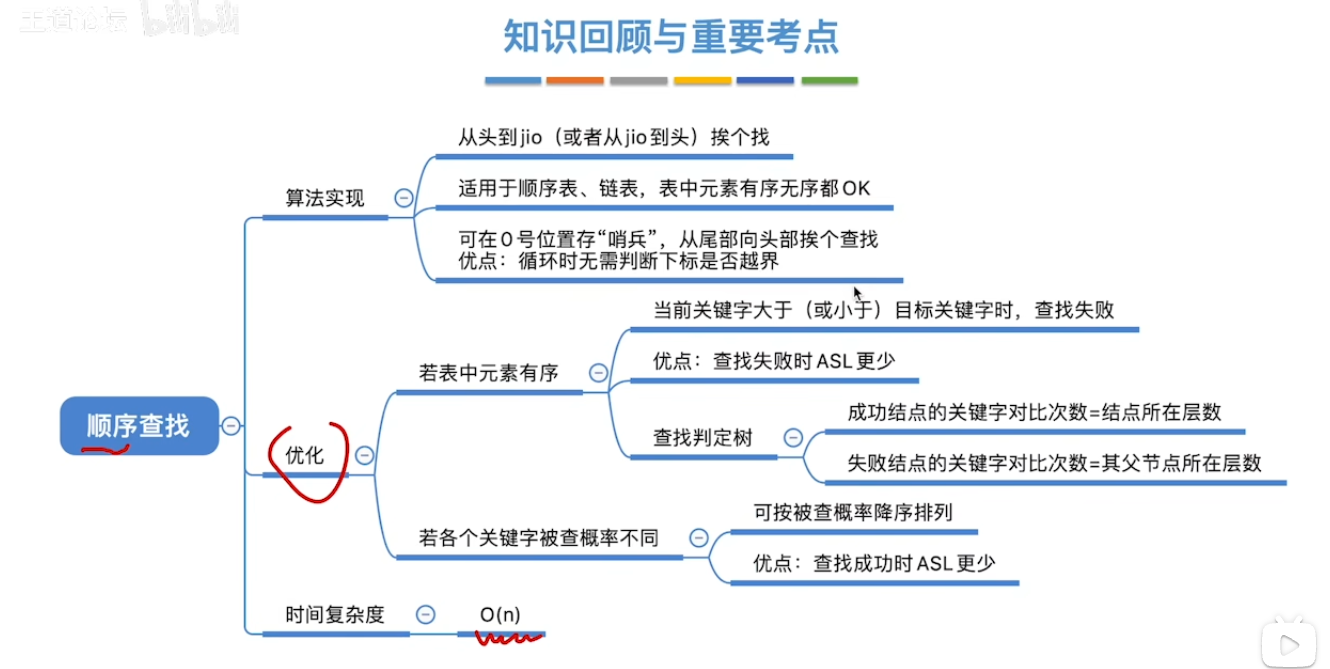 王道论坛 bilibili
知识回顾与重要考点
从头到jio（或者从jio到头）挨个找
算法实现
适用于顺序表、链表，表中元素有序无序都OK
可在0号位置存“哨兵”，从尾部向头部挨个查找
优点：循环时无需判断下标是否越界
当前关键字大于（或小于）目标关键字时，查找失败
若表中元素有序
优点：查找失败时ASL更少
查找判定树
成功结点的关键字对比次数=结点所在层数
失败结点的关键字对比次数=其父节点所在层数
顺序查找
优化
若各个关键字被查概率不同
可按被查概率降序排列
优点：查找成功时ASL更少
时间复杂度
O(n)